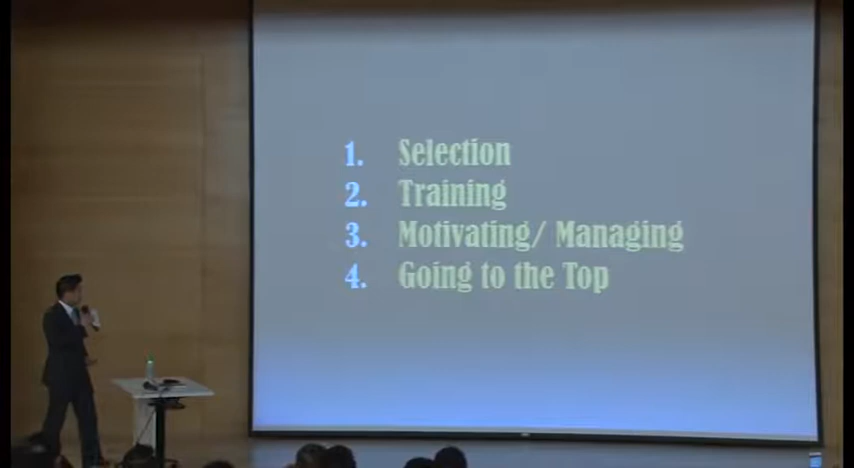 1. Selection
2. Training
3. Motivating/ Managing
4. Going to the Top